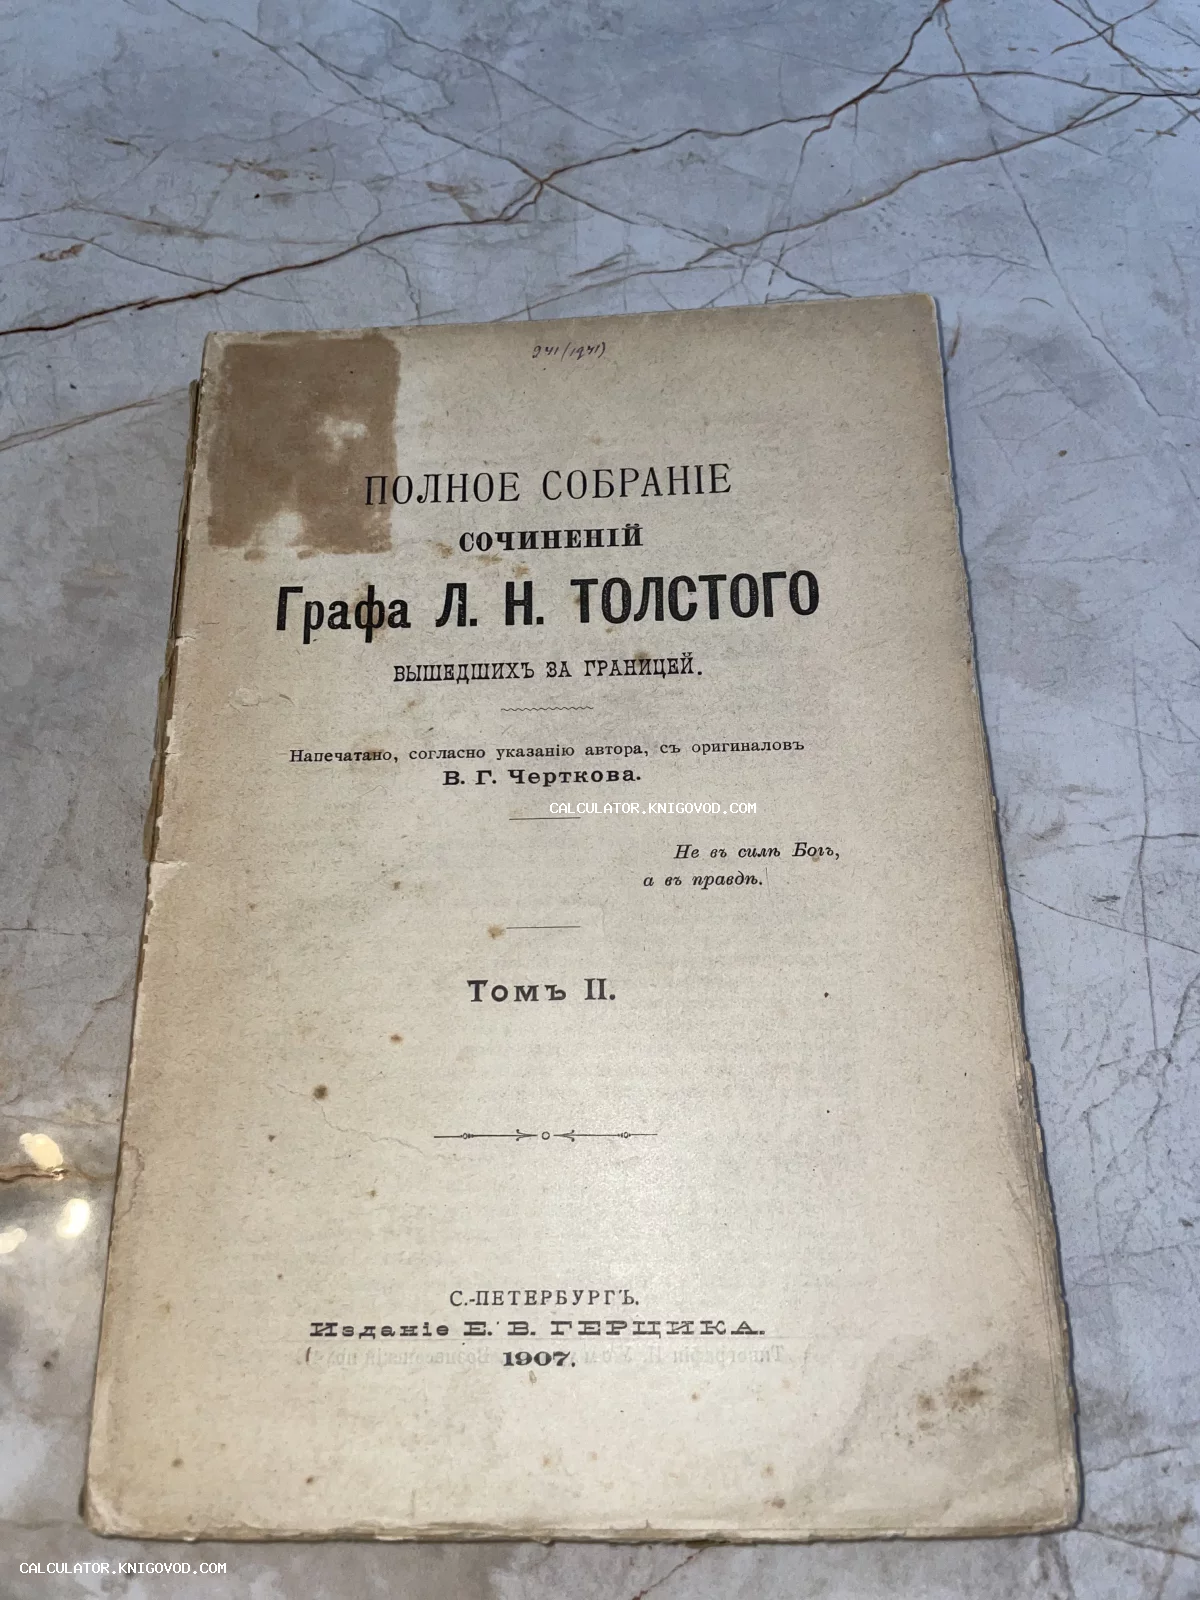 941 (1941)
ПОЛНОЕ СОБРАНІЕ
СОЧИНЕНІЙ
Графа Л. Н. ТОЛСТОГО
ВЫШЕДШИХЪ ЗА ГРАНИЦЕЙ.
Напечатано, согласно указанію автора, съ оригиналовъ
В. Г. Черткова.
CALCULATOR.KNIGOVOD.COM
Не въ силѣ Богъ,
а въ правдѣ.
Томъ II.
С.-ПЕТЕРБУРГЪ.
Изданіе Е. В. ГЕРЦИКА.
1907.
CALCULATOR.KNIGOVOD.COM